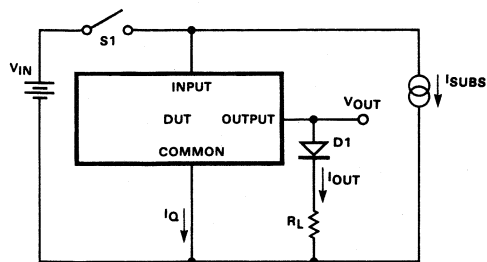 S1
VIN
INPUT
ISUBS
DUT OUTPUT
VOUT
COMMON
D1
IOUT
IQ
RL